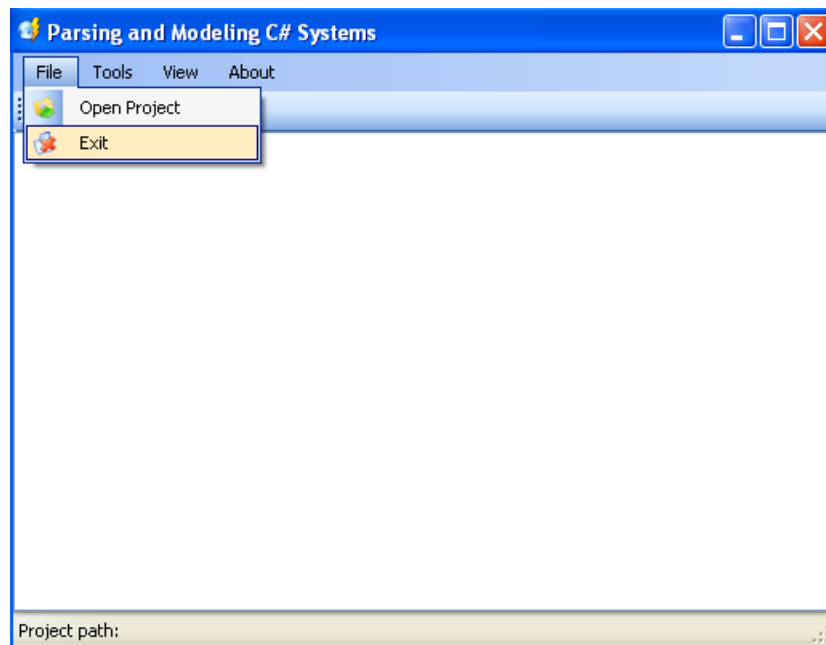 Parsing and Modeling C# Systems
File Tools View About
Open Project
Exit
Project path: